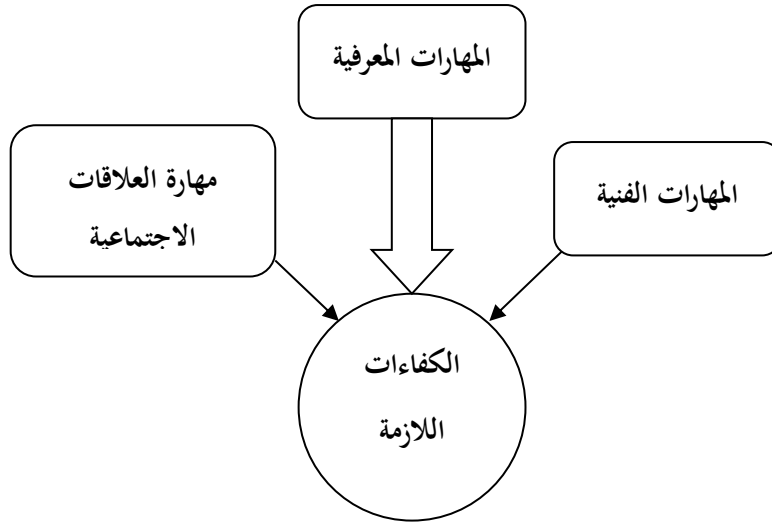 المهارات المعرفية
المهارات الفنية
مهارة العلاقات
الاجتماعية
الكفاءات
اللازمة